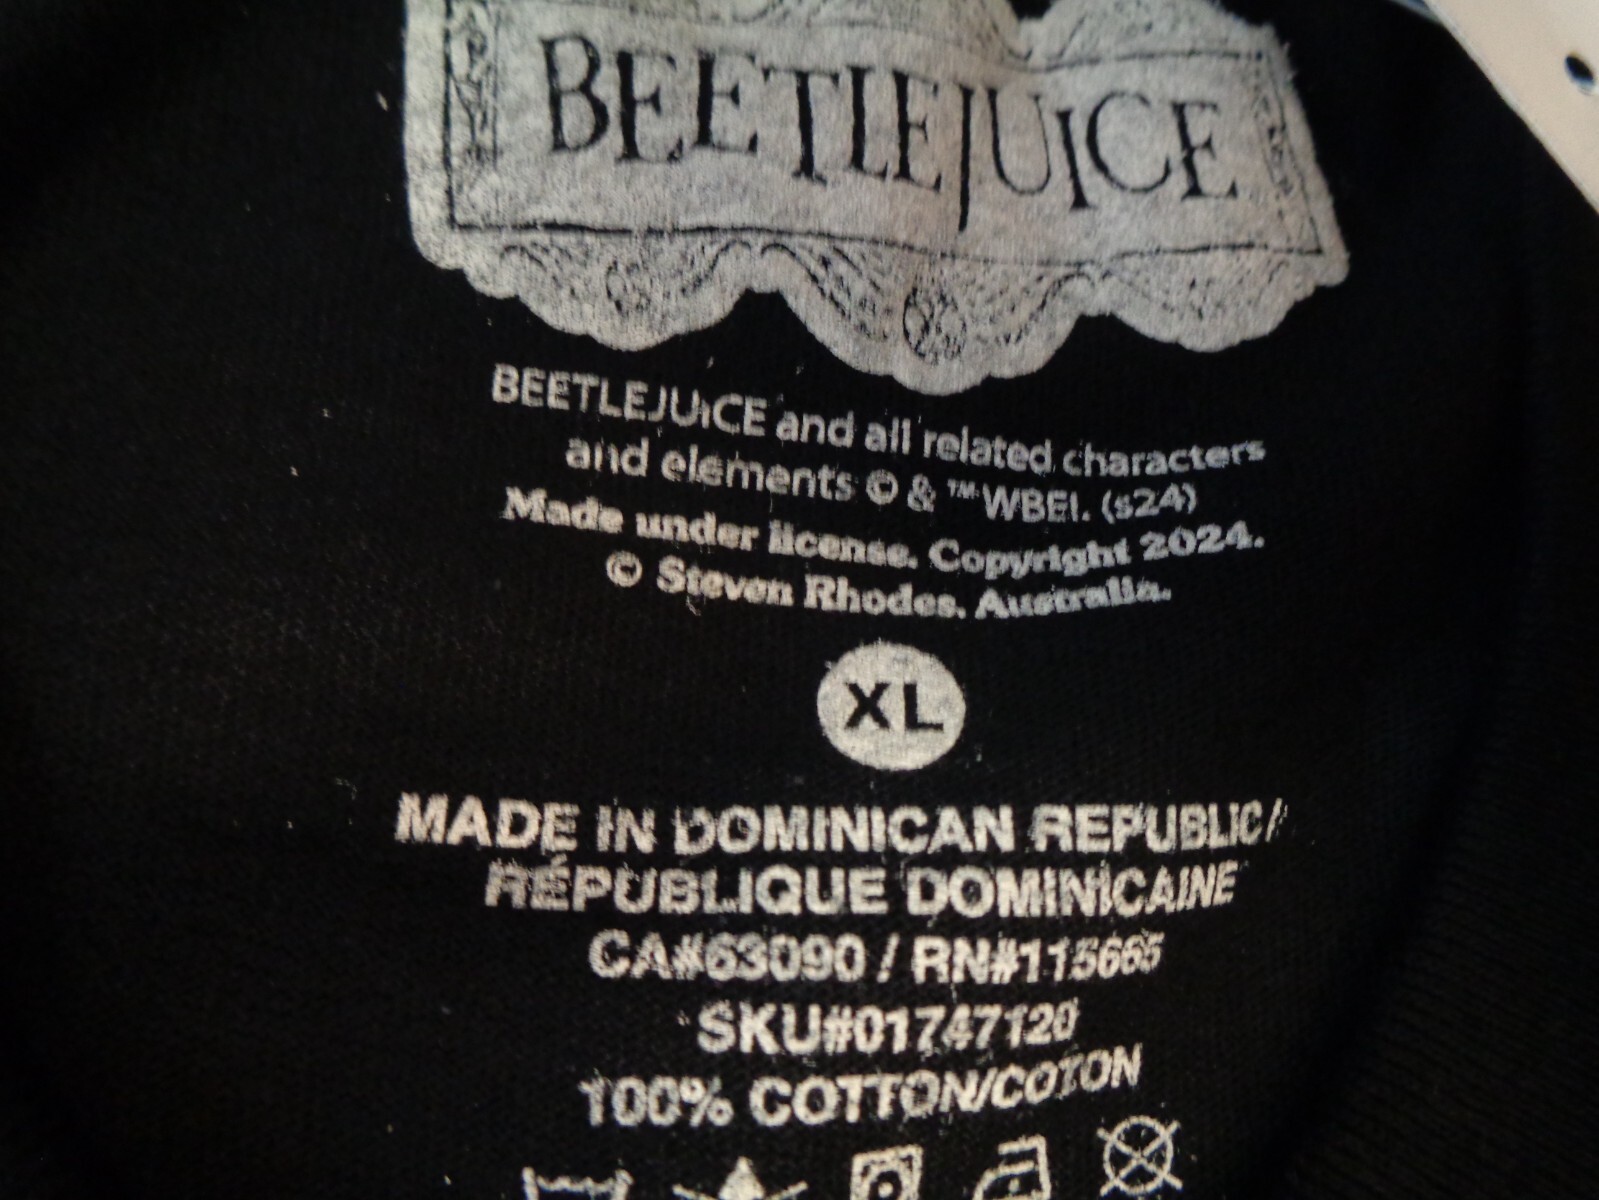 BEETLEJUICE
BEETLEJUICE and all related characters
and elements © & ™ WBEI. (s24)
Made under license. Copyright 2024.
© Steven Rhodes. Australia.
XL
MADE IN DOMINICAN REPUBLIC/
RÉPUBLIQUE DOMINICAINE
CA#63090 / RN#115665
SKU#01747120
100% COTTON/COTON